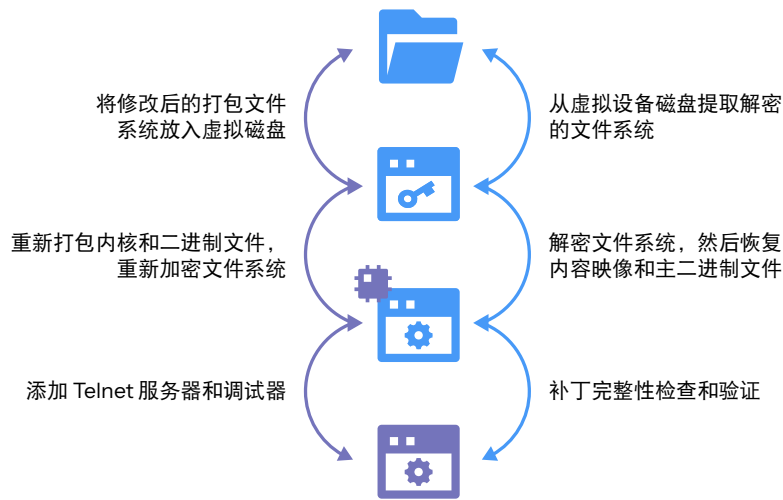 将修改后的打包文件
系统放入虚拟磁盘
从虚拟设备磁盘提取解密
的文件系统
重新打包内核和二进制文件，
重新加密文件系统
解密文件系统，然后恢复
内容映像和主二进制文件
添加 Telnet 服务器和调试器
补丁完整性检查和验证